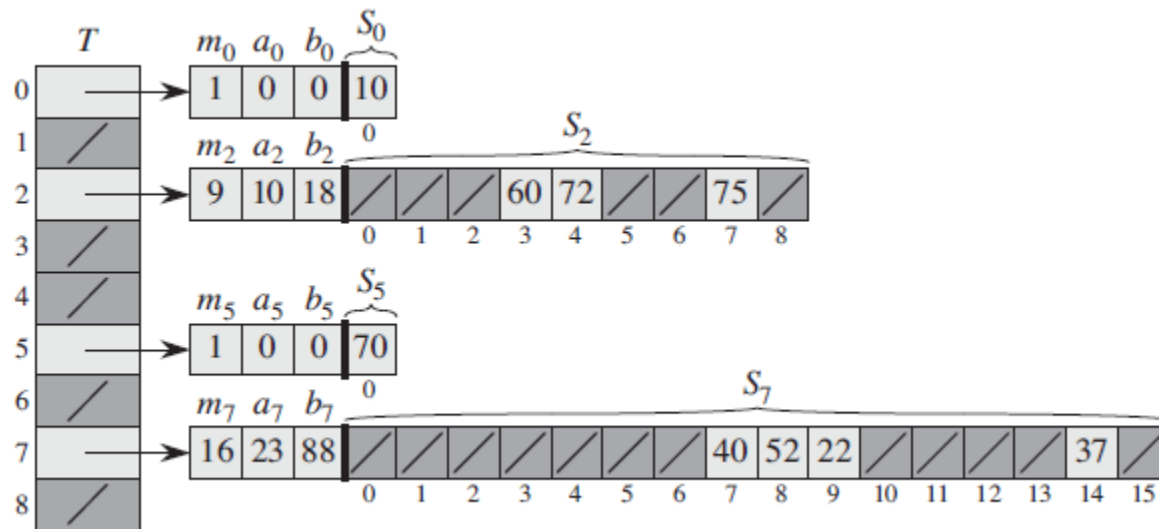 T
m₀ a₀ b₀ S₀
0 1 0 0 10
0
1
m₂ a₂ b₂ S₂
2 9 10 18 60 72 75
0 1 2 3 4 5 6 7 8
3
4
m₅ a₅ b₅ S₅
5 1 0 0 70
0
6
m₇ a₇ b₇ S₇
7 16 23 88 40 52 22 37
0 1 2 3 4 5 6 7 8 9 10 11 12 13 14 15
8